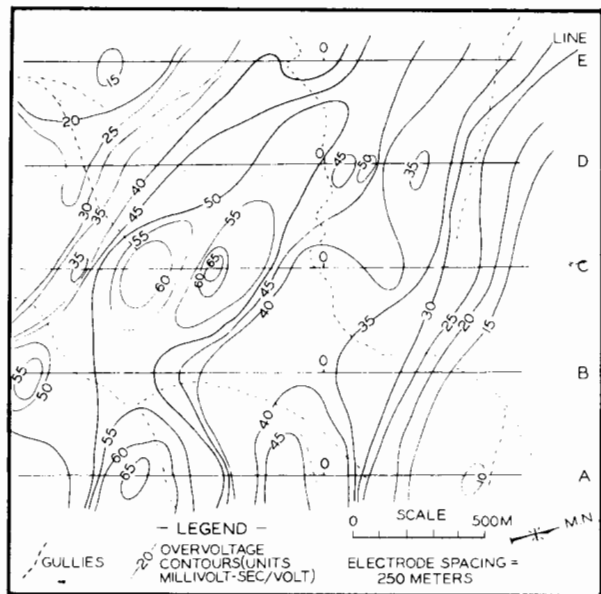 LINE
0 E
15
20
25
45 50 35 0 D
40
30 35 45 50
55
55 35 60 60 65 0 C
45
40
35 30 25 20 15
55 50 0 B
40
55 45
60
65 0 10 A
- LEGEND -
GULLIES
20 OVERVOLTAGE
CONTOURS(UNITS
MILLIVOLT-SEC/VOLT)
SCALE
0 500M
M.N.
ELECTRODE SPACING =
250 METERS